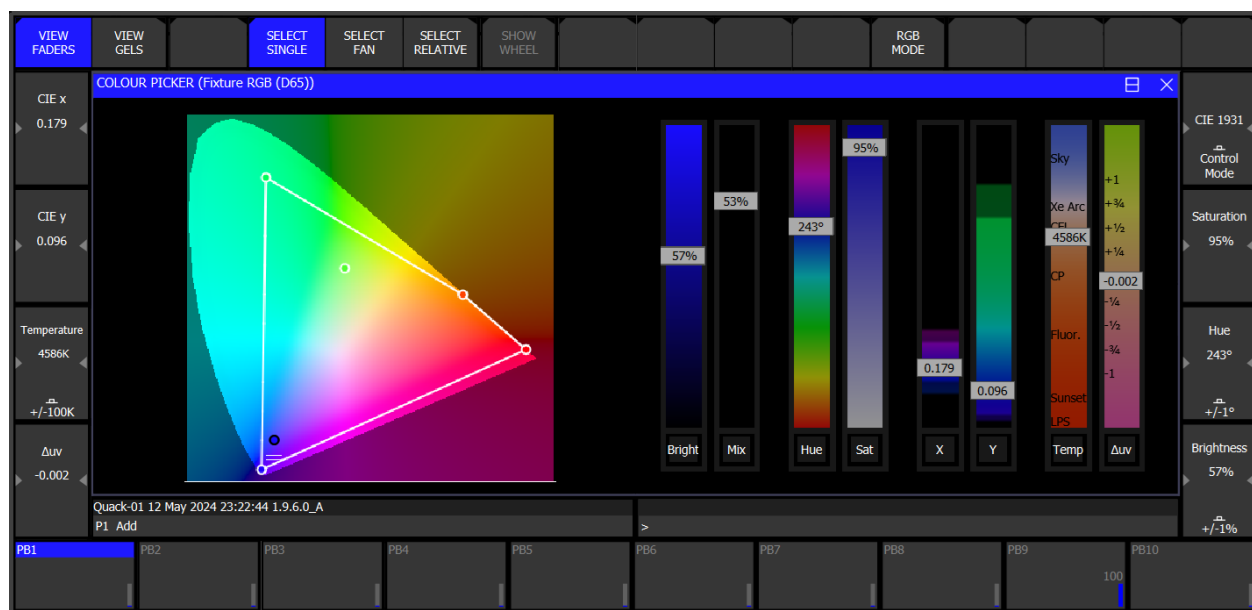 VIEW
FADERS
VIEW
GELS
SELECT
SINGLE
SELECT
FAN
SELECT
RELATIVE
SHOW
WHEEL
RGB
MODE
COLOUR PICKER (Fixture RGB (D65))
CIE x
0.179
CIE y
0.096
Temperature
4586K
+/-100K
Δuv
-0.002
57%
Bright
53%
Mix
243°
Hue
95%
Sat
0.179
X
0.096
Y
Sky
Xe Arc
4586K
CP
Fluor.
Sunset
LPS
Temp
+1
+¾
+½
+¼
-0.002
-¼
-½
-¾
-1
Δuv
CIE 1931
Control
Mode
Saturation
95%
Hue
243°
+/-1°
Brightness
57%
+/-1%
Quack-01 12 May 2024 23:22:44 1.9.6.0_A
P1 Add
>
PB1
PB2
PB3
PB4
PB5
PB6
PB7
PB8
PB9
100
PB10